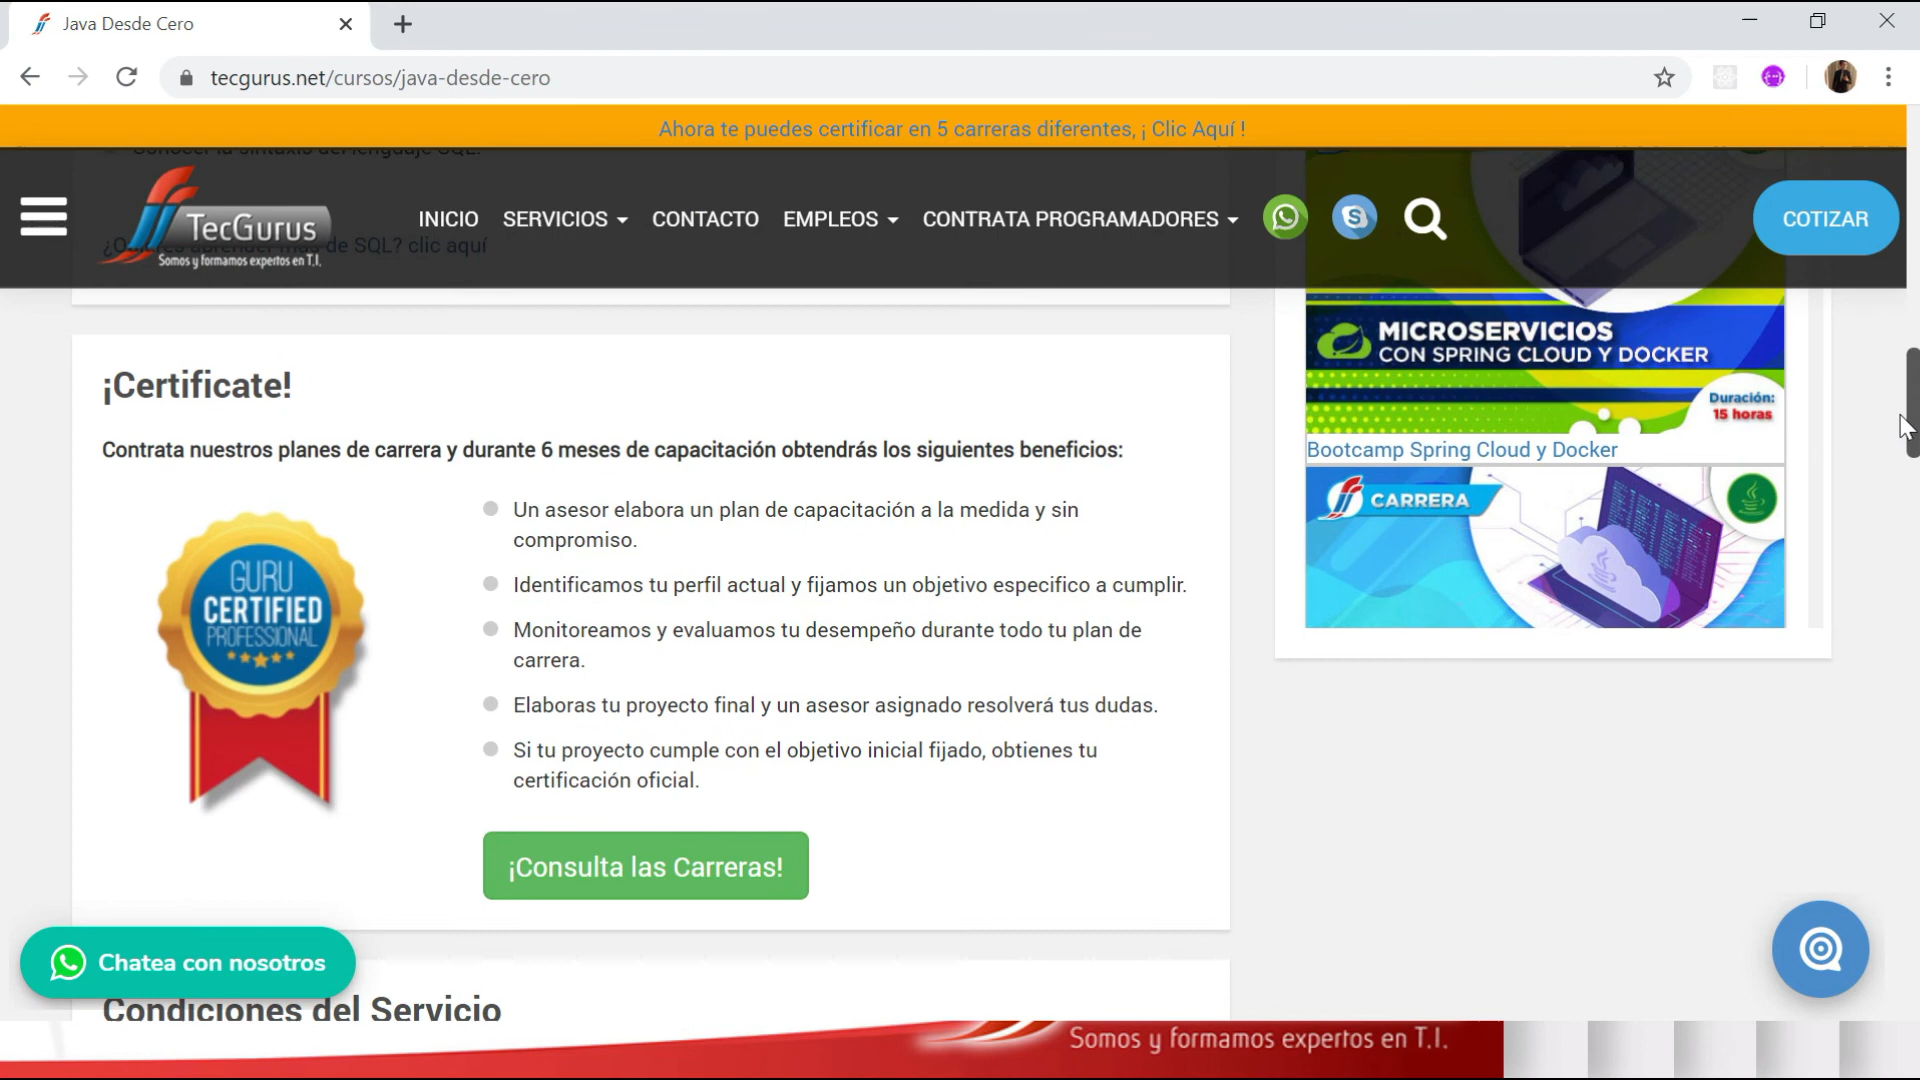 Java Desde Cero
tecgurus.net/cursos/java-desde-cero
Ahora te puedes certificar en 5 carreras diferentes, ¡ Clic Aquí !
Conocer la sintaxis del lenguaje SQL.
TecGurus
Somos y formamos expertos en T.I.
INICIO SERVICIOS CONTACTO EMPLEOS CONTRATA PROGRAMADORES
COTIZAR
de SQL? clic aquí
MICROSERVICIOS
CON SPRING CLOUD Y DOCKER
Duración:
15 horas
Bootcamp Spring Cloud y Docker
CARRERA
¡Certificate!
Contrata nuestros planes de carrera y durante 6 meses de capacitación obtendrás los siguientes beneficios:
GURU
CERTIFIED
PROFESSIONAL
Un asesor elabora un plan de capacitación a la medida y sin
compromiso.
Identificamos tu perfil actual y fijamos un objetivo especifico a cumplir.
Monitoreamos y evaluamos tu desempeño durante todo tu plan de
carrera.
Elaboras tu proyecto final y un asesor asignado resolverá tus dudas.
Si tu proyecto cumple con el objetivo inicial fijado, obtienes tu
certificación oficial.
¡Consulta las Carreras!
Chatea con nosotros
Condiciones del Servicio
Somos y formamos expertos en T.I.